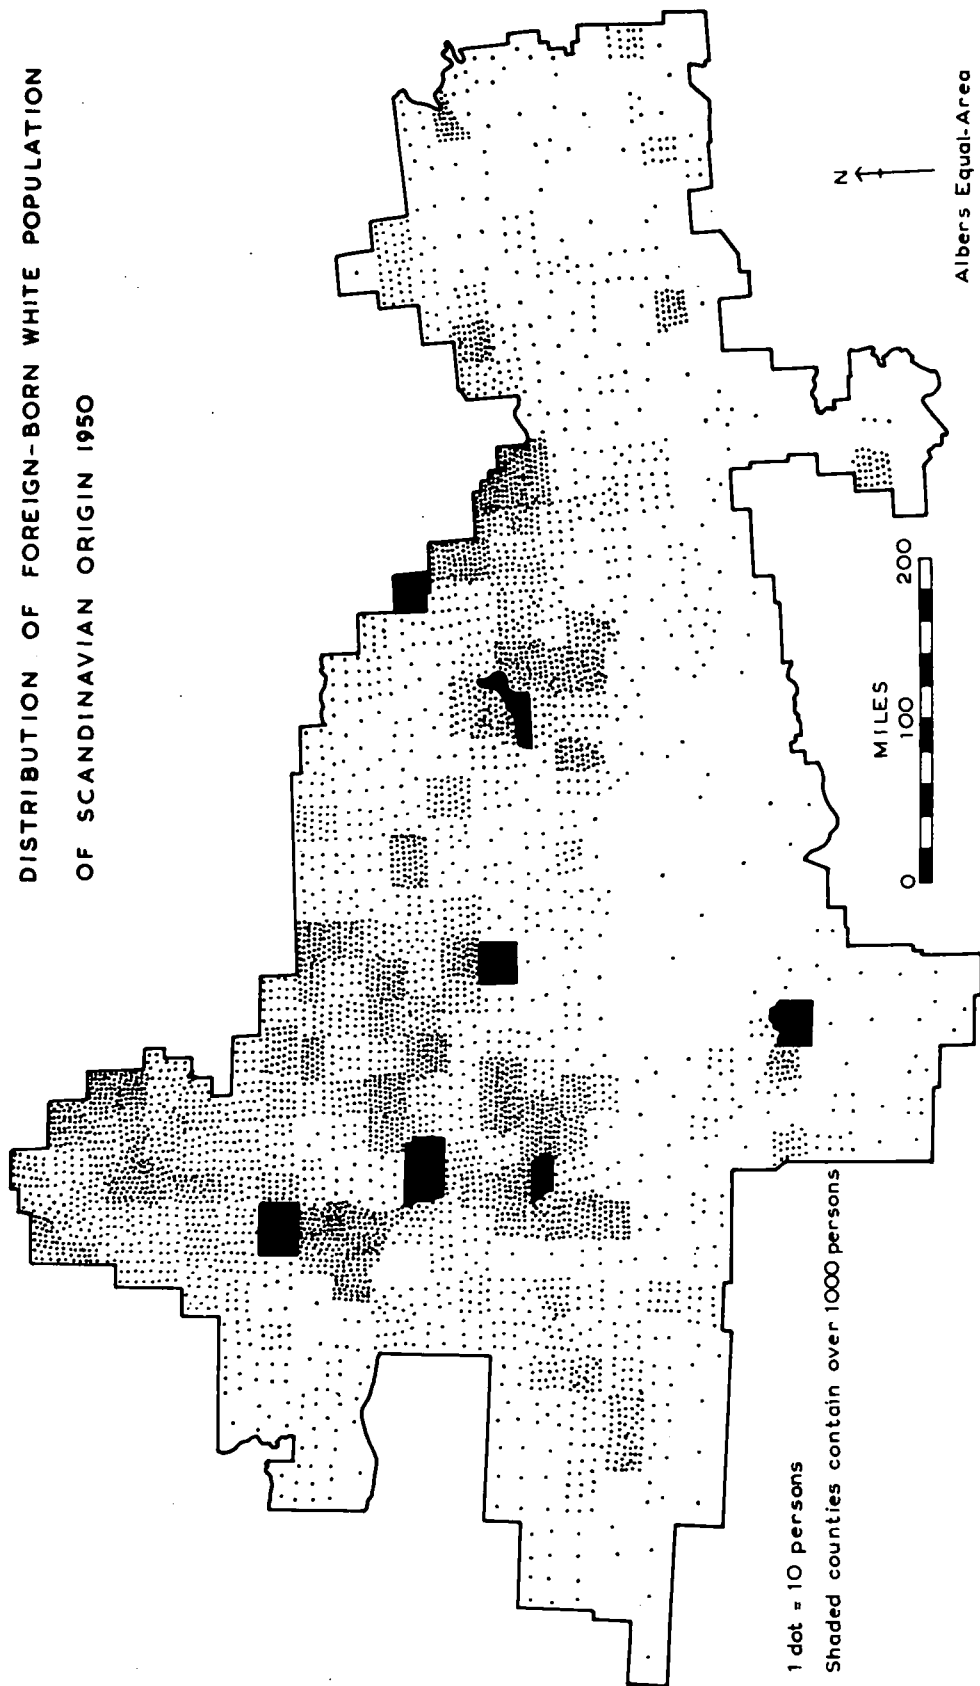 DISTRIBUTION OF FOREIGN-BORN WHITE POPULATION
OF SCANDINAVIAN ORIGIN 1950
N
Albers Equal-Area
MILES
0 100 200
1 dot = 10 persons
Shaded counties contain over 1000 persons